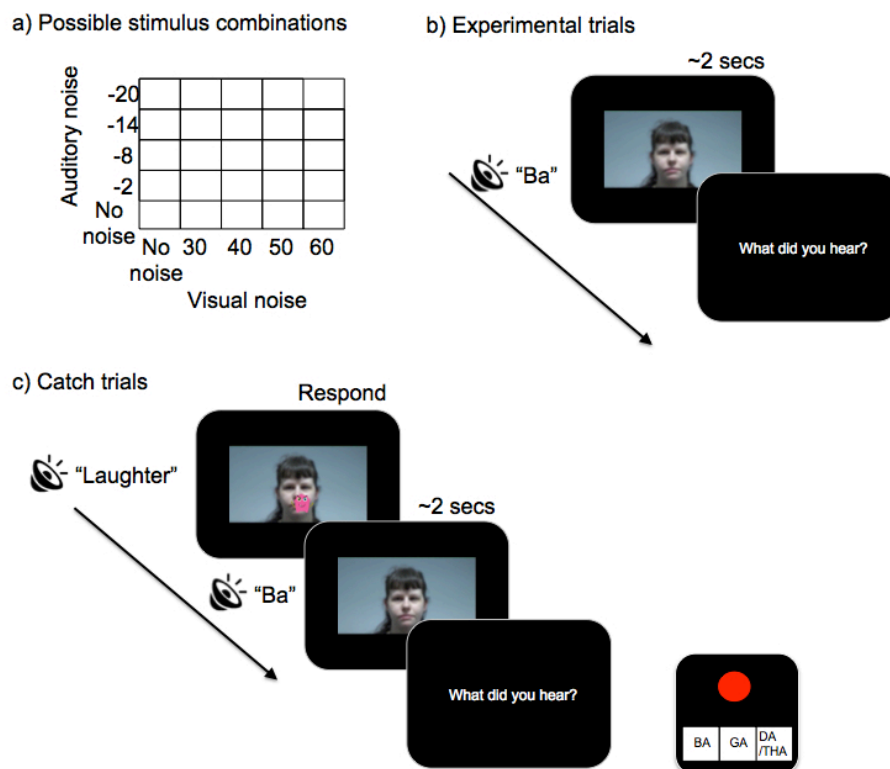 a) Possible stimulus combinations
Auditory noise
-20
-14
-8
-2
No
noise
No
noise
30 40 50 60
Visual noise
b) Experimental trials
~2 secs
“Ba”
What did you hear?
c) Catch trials
Respond
“Laughter”
~2 secs
“Ba”
What did you hear?
BA GA DA
/THA